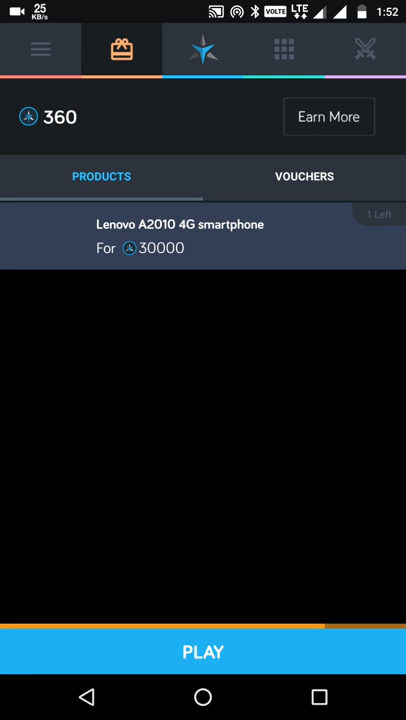 25
KB/s
VOLTE
LTE
1:52
360
Earn More
PRODUCTS
VOUCHERS
1 Left
Lenovo A2010 4G smartphone
For 30000
PLAY